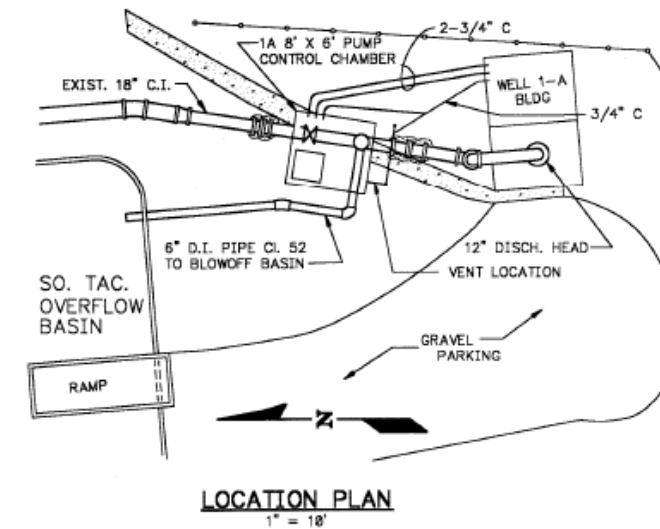 2-3/4" C
1A 8' X 6' PUMP
CONTROL CHAMBER
EXIST. 18" C.I.
WELL 1-A
BLDG
3/4" C
6" D.I. PIPE Cl. 52
TO BLOWOFF BASIN
12" DISCH. HEAD
VENT LOCATION
SO. TAC.
OVERFLOW
BASIN
GRAVEL
PARKING
RAMP
N
LOCATION PLAN
1" = 10'